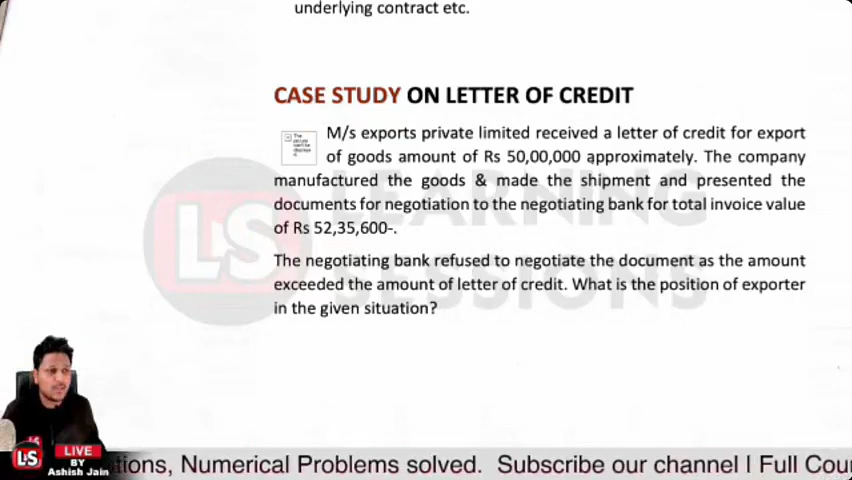 underlying contract etc.
CASE STUDY ON LETTER OF CREDIT
M/s exports private limited received a letter of credit for export
of goods amount of Rs 50,00,000 approximately. The company
manufactured the goods & made the shipment and presented the
documents for negotiation to the negotiating bank for total invoice value
of Rs 52,35,600-.
The negotiating bank refused to negotiate the document as the amount
exceeded the amount of letter of credit. What is the position of exporter
in the given situation?
LS LEARNING
SESSIONS
LS
LIVE
BY
Ashish Jain
tions, Numerical Problems solved. Subscribe our channel l Full Cou